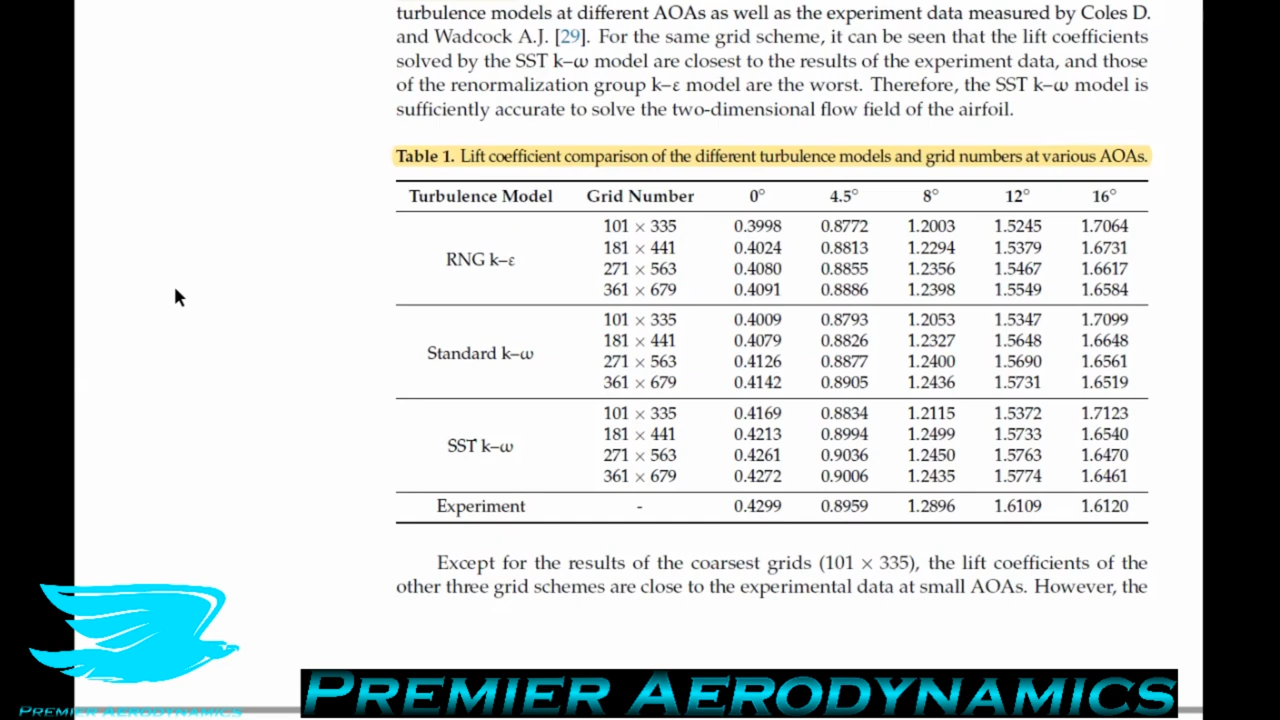 turbulence models at different AOAs as well as the experiment data measured by Coles D.
and Wadcock A.J. [29]. For the same grid scheme, it can be seen that the lift coefficients
solved by the SST k–ω model are closest to the results of the experiment data, and those
of the renormalization group k–ε model are the worst. Therefore, the SST k–ω model is
sufficiently accurate to solve the two-dimensional flow field of the airfoil.
Table 1. Lift coefficient comparison of the different turbulence models and grid numbers at various AOAs.
Turbulence Model Grid Number 0° 4.5° 8° 12° 16°
101 × 335 0.3998 0.8772 1.2003 1.5245 1.7064
181 × 441 0.4024 0.8813 1.2294 1.5379 1.6731
RNG k–ε
271 × 563 0.4080 0.8855 1.2356 1.5467 1.6617
361 × 679 0.4091 0.8886 1.2398 1.5549 1.6584
101 × 335 0.4009 0.8793 1.2053 1.5347 1.7099
181 × 441 0.4079 0.8826 1.2327 1.5648 1.6648
Standard k–ω
271 × 563 0.4126 0.8877 1.2400 1.5690 1.6561
361 × 679 0.4142 0.8905 1.2436 1.5731 1.6519
101 × 335 0.4169 0.8834 1.2115 1.5372 1.7123
181 × 441 0.4213 0.8994 1.2499 1.5733 1.6540
SST k–ω
271 × 563 0.4261 0.9036 1.2450 1.5763 1.6470
361 × 679 0.4272 0.9006 1.2435 1.5774 1.6461
Experiment - 0.4299 0.8959 1.2896 1.6109 1.6120
Except for the results of the coarsest grids (101 × 335), the lift coefficients of the
other three grid schemes are close to the experimental data at small AOAs. However, the
PREMIER AERODYNAMICS
PREMIER AERODYNAMICS